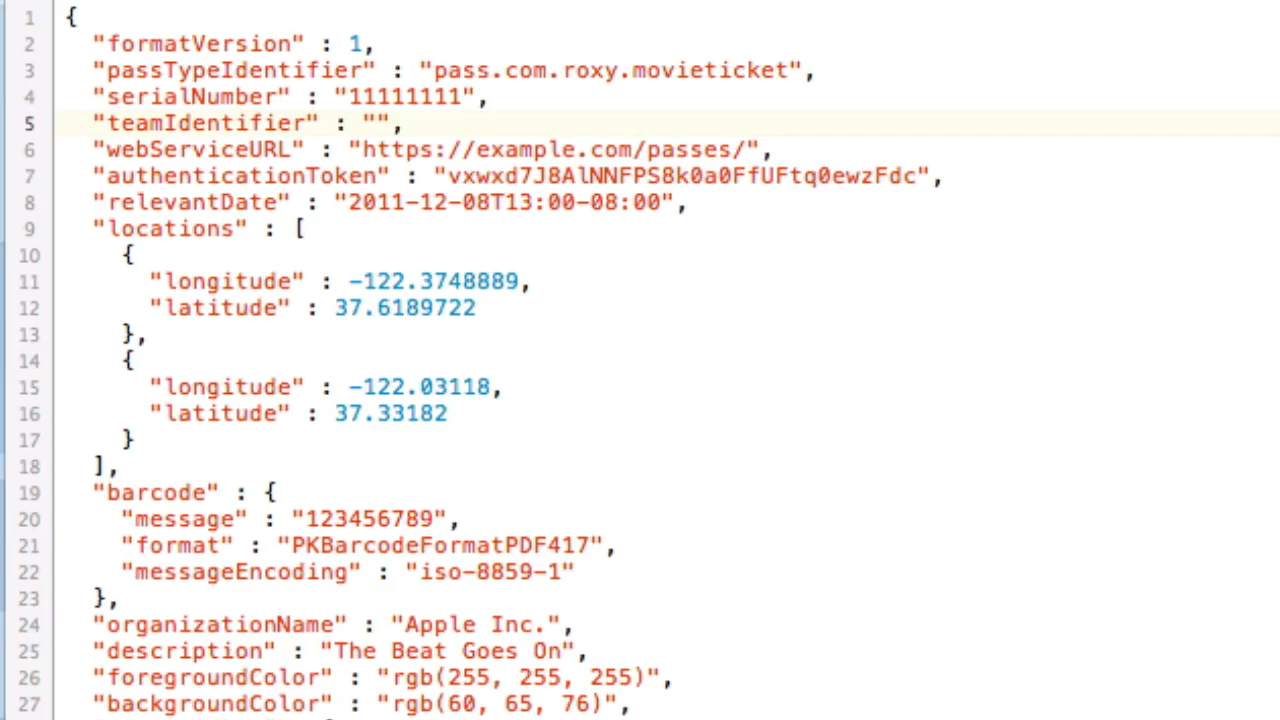 1 {
2 "formatVersion" : 1,
3 "passTypeIdentifier" : "pass.com.roxy.movieticket",
4 "serialNumber" : "11111111",
5 "teamIdentifier" : "",
6 "webServiceURL" : "https://example.com/passes/",
7 "authenticationToken" : "vxwxd7J8AlNNFPS8k0a0FfUFtq0ewzFdc",
8 "relevantDate" : "2011-12-08T13:00-08:00",
9 "locations" : [
10 {
11 "longitude" : -122.3748889,
12 "latitude" : 37.6189722
13 },
14 {
15 "longitude" : -122.03118,
16 "latitude" : 37.33182
17 }
18 ],
19 "barcode" : {
20 "message" : "123456789",
21 "format" : "PKBarcodeFormatPDF417",
22 "messageEncoding" : "iso-8859-1"
23 },
24 "organizationName" : "Apple Inc.",
25 "description" : "The Beat Goes On",
26 "foregroundColor" : "rgb(255, 255, 255)",
27 "backgroundColor" : "rgb(60, 65, 76)",